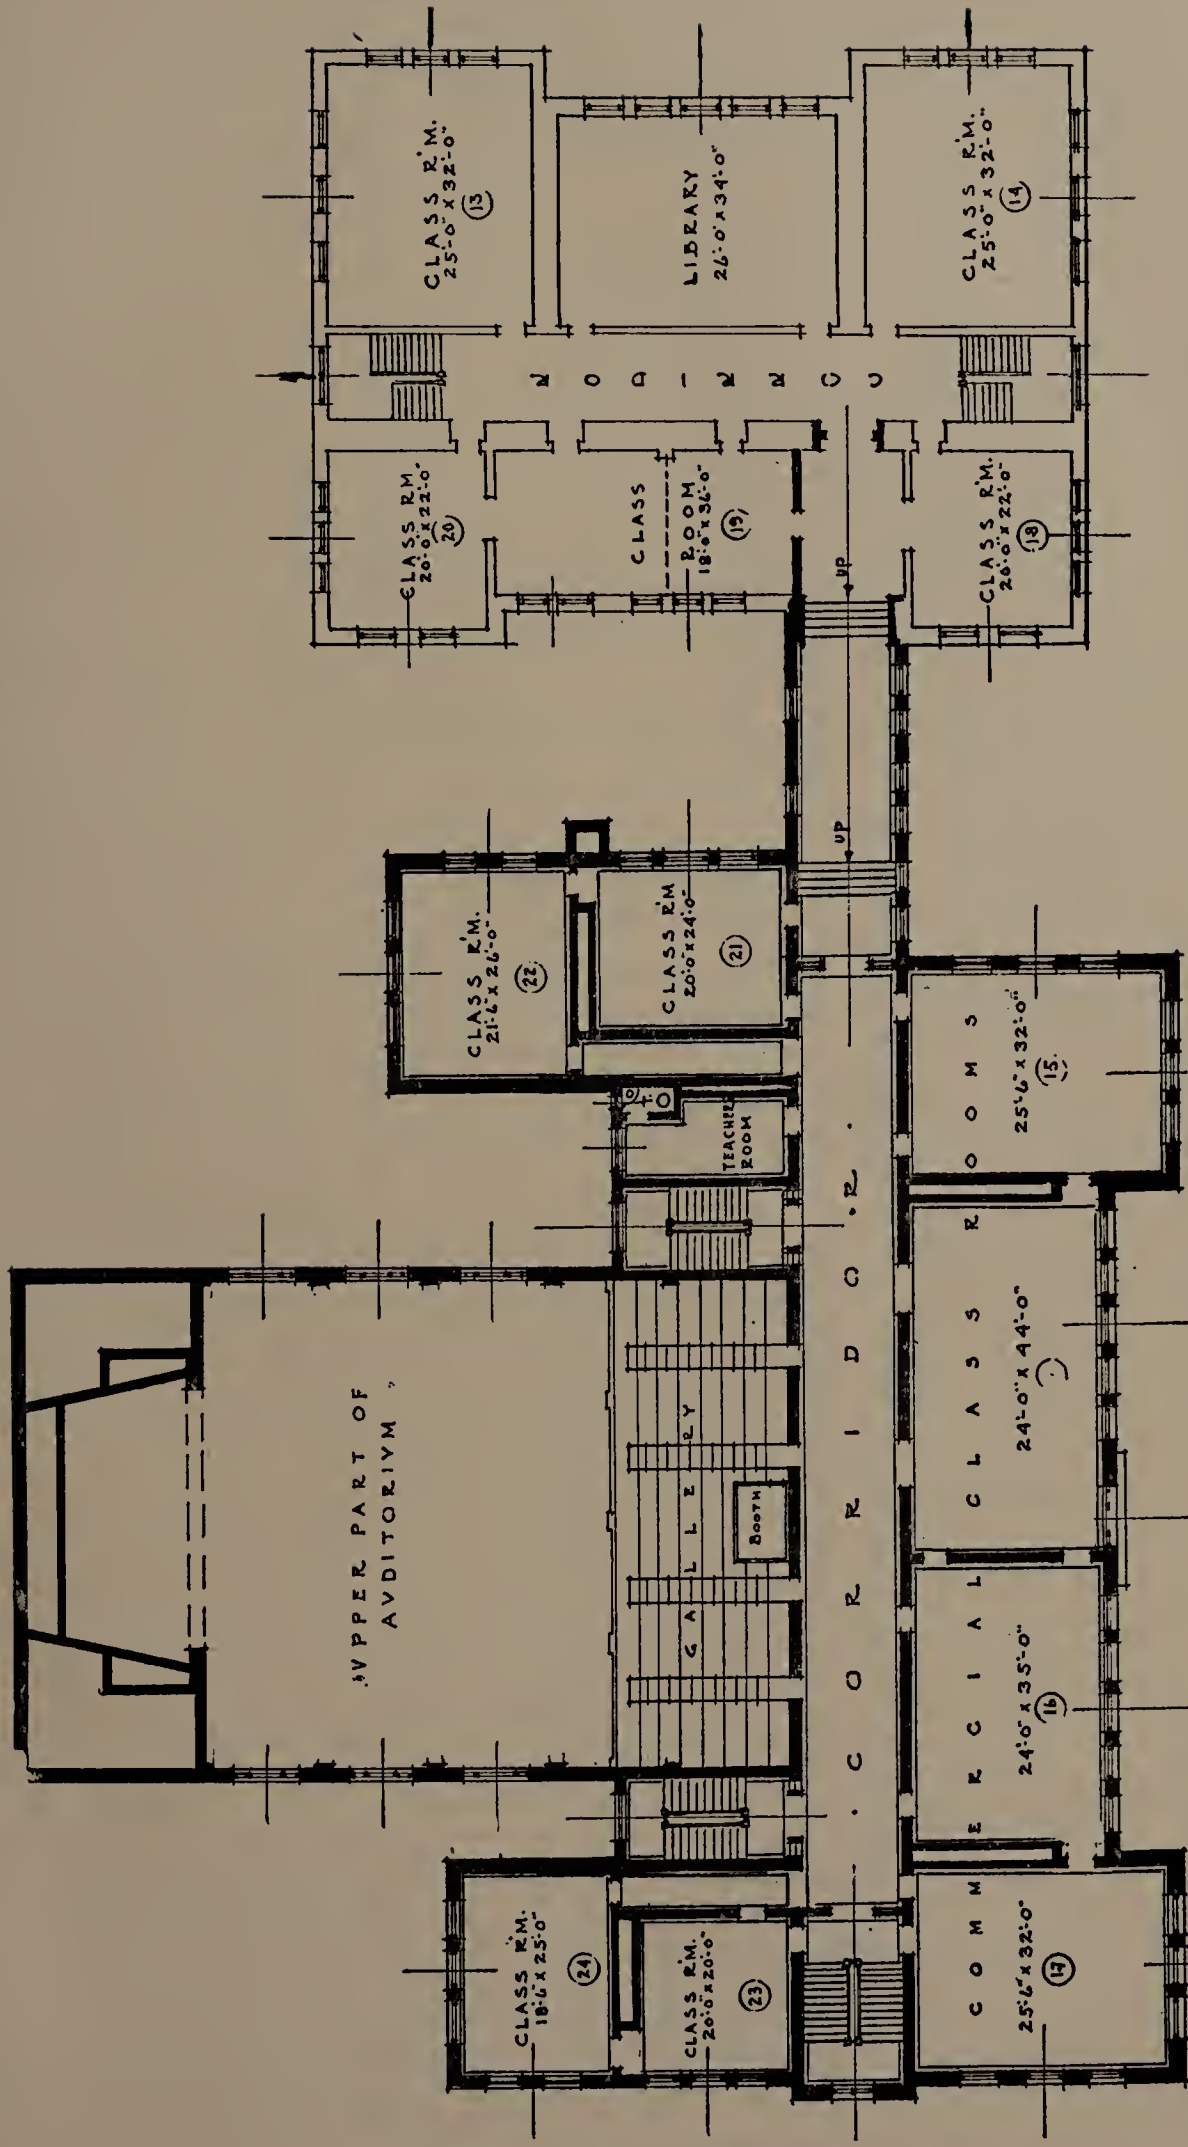 CLASS R'M.
25'-0" x 32'-0"
13
LIBRARY
26'-0" x 34'-0"
CLASS R'M.
25'-0" x 32'-0"
14
CLASS RM
20'-0" x 22'-0"
20
CLASS
ROOM
18'-0" x 36'-0"
19
CLASS R'M.
20'-0" x 22'-0"
18
UP
UP
CLASS R'M.
21'-6" x 26'-0"
22
CLASS R'M
20'-0" x 24'-0"
21
TEACHER
ROOM
VPPER PART OF
AVDITORIVM
GALLERY
BOOTH
· CORRIDOR ·
CLASS R'M.
18'-6" x 25'-0"
24
CLASS R'M.
20'-0" x 20'-0"
23
COMMERCIAL CLASS ROOMS
25'-6" x 32'-0"
17
24'-0" x 35'-0"
16
24'-0" x 44'-0"
25'-6" x 32'-0"
15